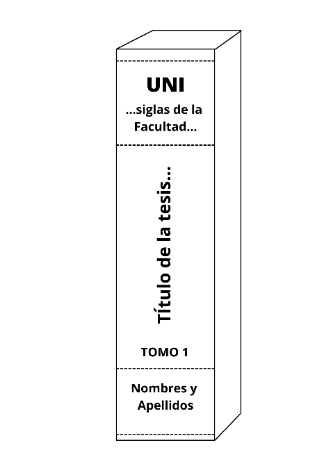 UNI
...siglas de la
Facultad...
Título de la tesis...
TOMO 1
Nombres y
Apellidos